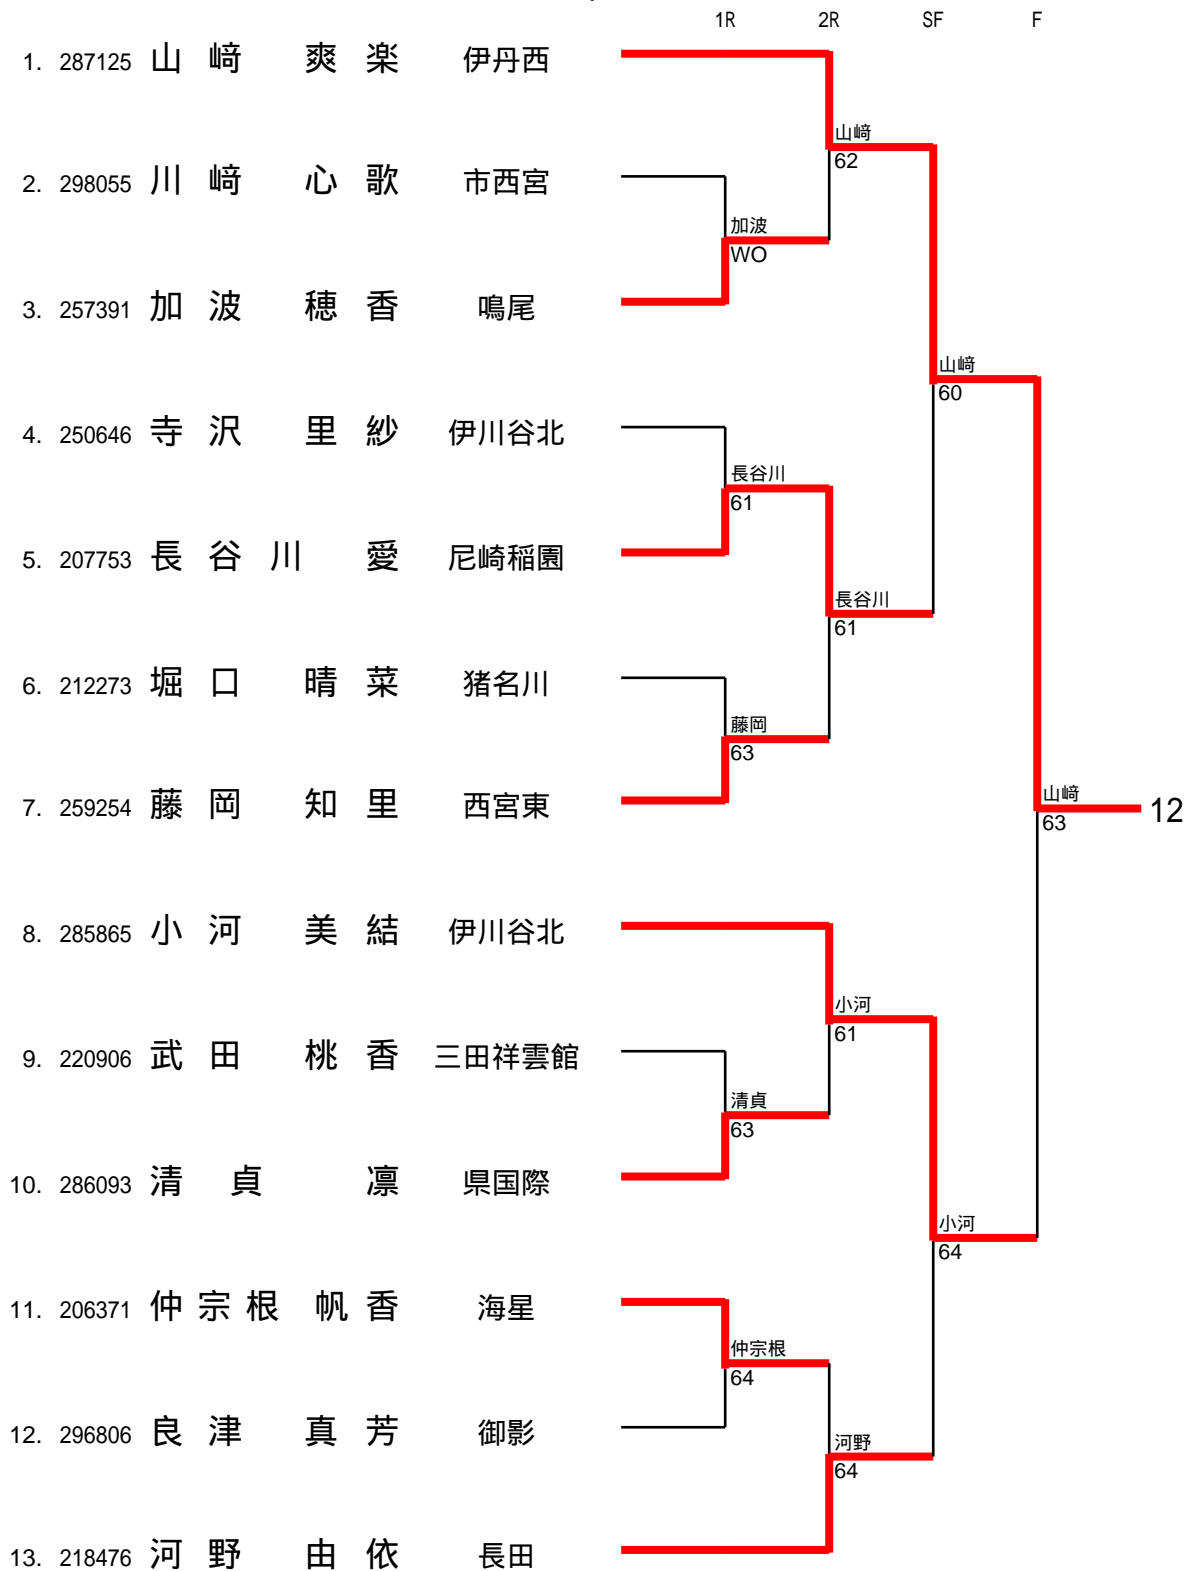 1R 2R SF F
1. 287125 山﨑 爽楽 伊丹西
山﨑
62
2. 298055 川﨑 心歌 市西宮
加波
WO
3. 257391 加波 穂香 鳴尾
山﨑
60
4. 250646 寺沢 里紗 伊川谷北
長谷川
61
5. 207753 長谷川 愛 尼崎稲園
長谷川
61
6. 212273 堀口 晴菜 猪名川
藤岡
63
7. 259254 藤岡 知里 西宮東
山﨑
63
12
8. 285865 小河 美結 伊川谷北
小河
61
9. 220906 武田 桃香 三田祥雲館
清貞
63
10. 286093 清貞 凛 県国際
小河
64
11. 206371 仲宗根 帆香 海星
仲宗根
64
12. 296806 良津 真芳 御影
河野
64
13. 218476 河野 由依 長田